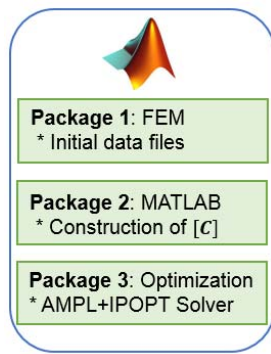 Package 1: FEM
* Initial data files
Package 2: MATLAB
* Construction of [C]
Package 3: Optimization
* AMPL+IPOPT Solver